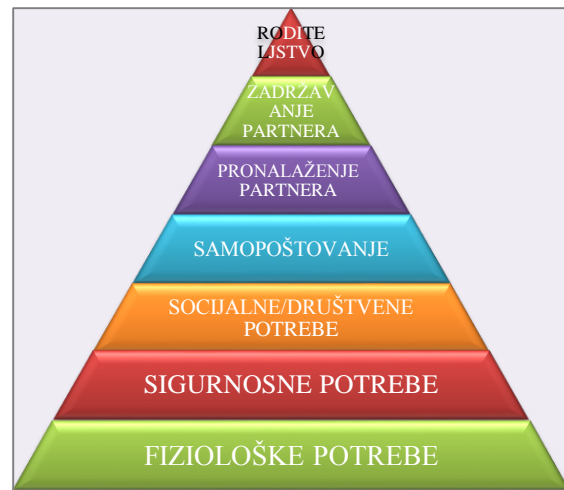 RODITE
LJSTVO
ZADRŽAV
ANJE
PARTNERA
PRONALAŽENJE
PARTNERA
SAMOPOŠTOVANJE
SOCIJALNE/DRUŠTVENE
POTREBE
SIGURNOSNE POTREBE
FIZIOLOŠKE POTREBE